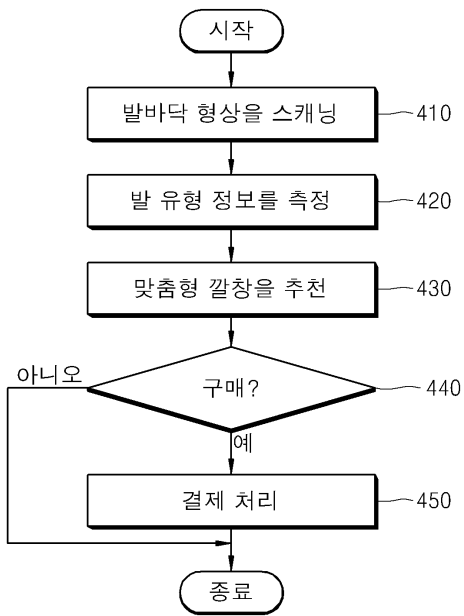 시작
발바닥 형상을 스캐닝
410
발 유형 정보를 측정
420
맞춤형 깔창을 추천
430
아니오
구매?
440
예
결제 처리
450
종료